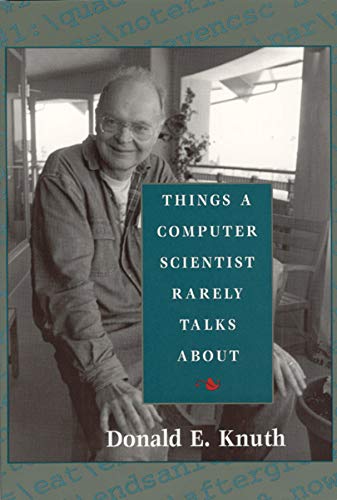 THINGS A
COMPUTER
SCIENTIST
RARELY
TALKS
ABOUT
Donald E. Knuth